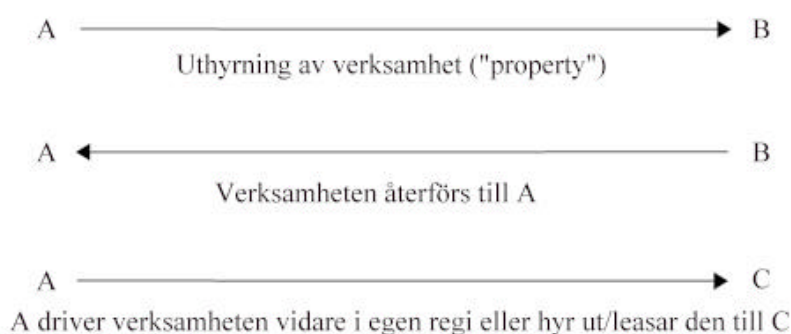 A B
Uthyrning av verksamhet ("property")
A B
Verksamheten återförs till A
A C
A driver verksamheten vidare i egen regi eller hyr ut/leasar den till C